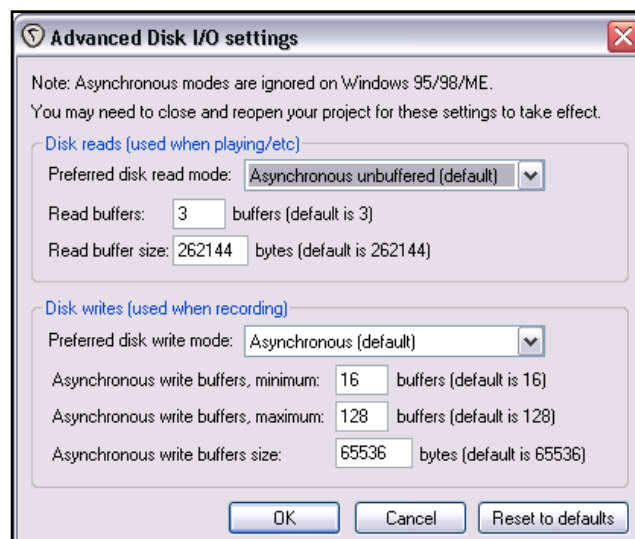 Advanced Disk I/O settings
Note: Asynchronous modes are ignored on Windows 95/98/ME.
You may need to close and reopen your project for these settings to take effect.
Disk reads (used when playing/etc)
Preferred disk read mode: Asynchronous unbuffered (default)
Read buffers: 3 buffers (default is 3)
Read buffer size: 262144 bytes (default is 262144)
Disk writes (used when recording)
Preferred disk write mode: Asynchronous (default)
Asynchronous write buffers, minimum: 16 buffers (default is 16)
Asynchronous write buffers, maximum: 128 buffers (default is 128)
Asynchronous write buffers size: 65536 bytes (default is 65536)
OK Cancel Reset to defaults